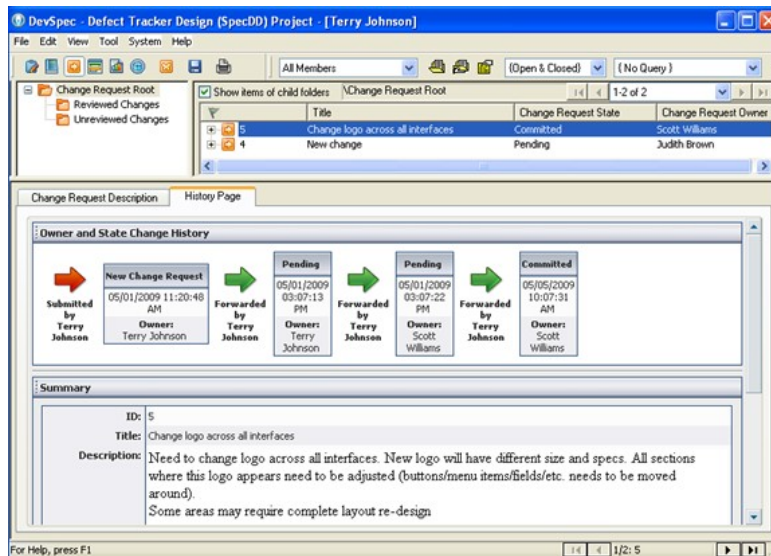 DevSpec - Defect Tracker Design (SpecDD) Project - [Terry Johnson]
File Edit View Tool System Help
All Members (Open & Closed) (No Query)
Change Request Root
Reviewed Changes
Unreviewed Changes
Show items of child folders \Change Request Root 1-2 of 2
Title Change Request State Change Request Owner
5 Change logo across all interfaces Committed Scott Williams
4 New change Pending Judith Brown
Change Request Description History Page
Owner and State Change History
Submitted by Terry Johnson
New Change Request
05/01/2009 11:20:48 AM
Owner:
Terry Johnson
Forwarded by Terry Johnson
Pending
05/01/2009 03:07:13 PM
Owner:
Terry Johnson
Forwarded by Terry Johnson
Pending
05/01/2009 03:07:22 PM
Owner:
Scott Williams
Forwarded by Terry Johnson
Committed
05/05/2009 10:07:31 AM
Owner:
Scott Williams
Summary
ID: 5
Title: Change logo across all interfaces
Description: Need to change logo across all interfaces. New logo will have different size and specs. All sections
where this logo appears need to be adjusted (buttons/menu items/fields/etc. needs to be moved
around).
Some areas may require complete layout re-design
For Help, press F1 1/2: 5